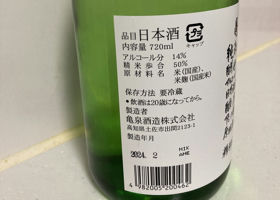 品目 日本酒
キャップ
内容量 720ml
アルコール分 14%
精米歩合 50%
原材料 米(国産)、
米麹(国産米)
保存方法 要冷蔵
●飲酒は20歳になってから。
製造者
亀泉酒造株式会社
高知県土佐市出間2123-1
製造年月
2024. 2
4 982005 200462